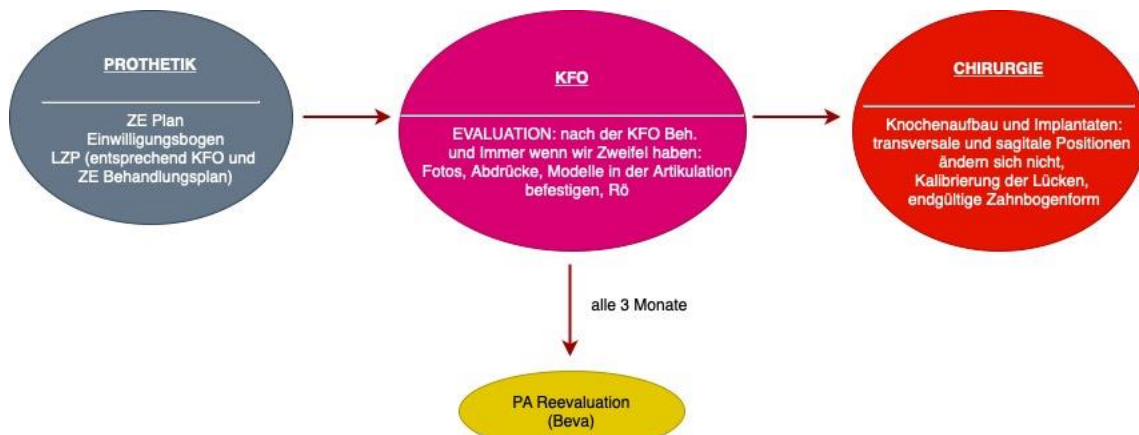 PROTHETIK
ZE Plan
Einwilligungsbogen
LZP (entsprechend KFO und
ZE Behandlungsplan)
KFO
EVALUATION: nach der KFO Beh.
und Immer wenn wir Zweifel haben:
Fotos, Abdrücke, Modelle in der Artikulation
befestigen, Rö
CHIRURGIE
Knochenaufbau und Implantaten:
transversale und sagitale Positionen
ändern sich nicht,
Kalibrierung der Lücken,
endgültige Zahnbogenform
alle 3 Monate
PA Reevaluation
(Beva)